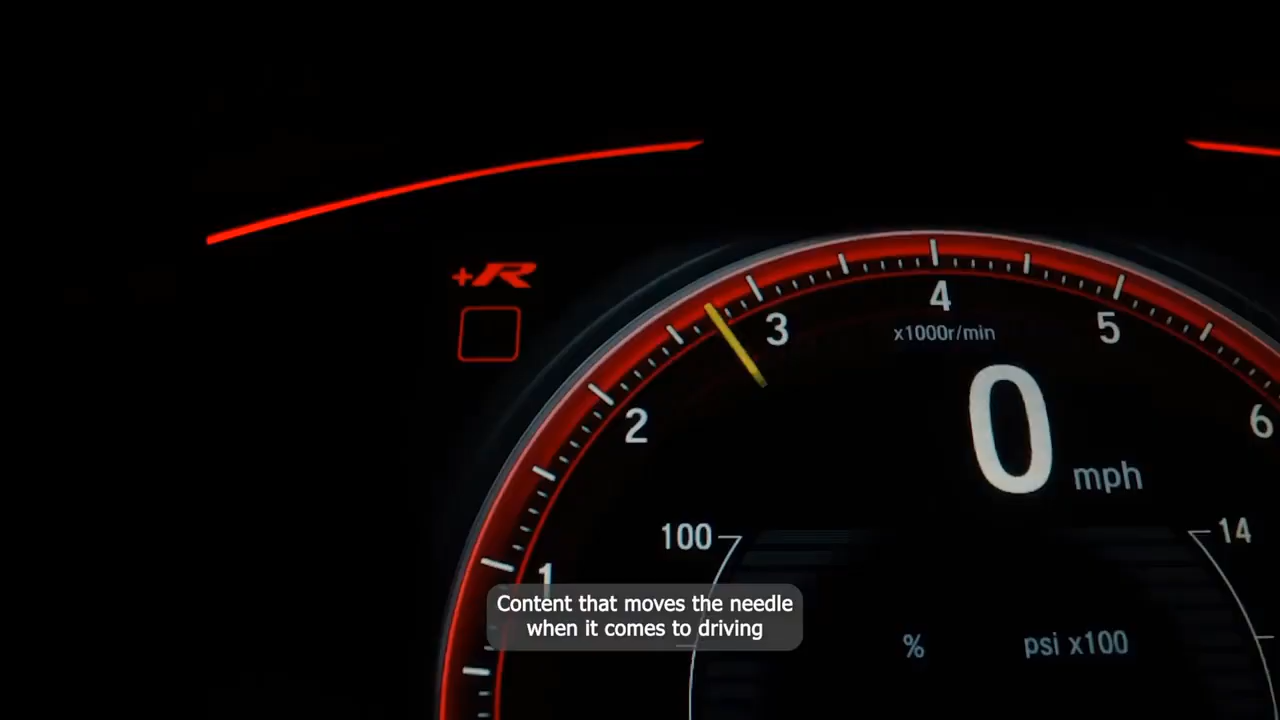 +R
4
3
x1000r/min
5
0
mph
6
2
100
14
1
Content that moves the needle
when it comes to driving
%
psi x100